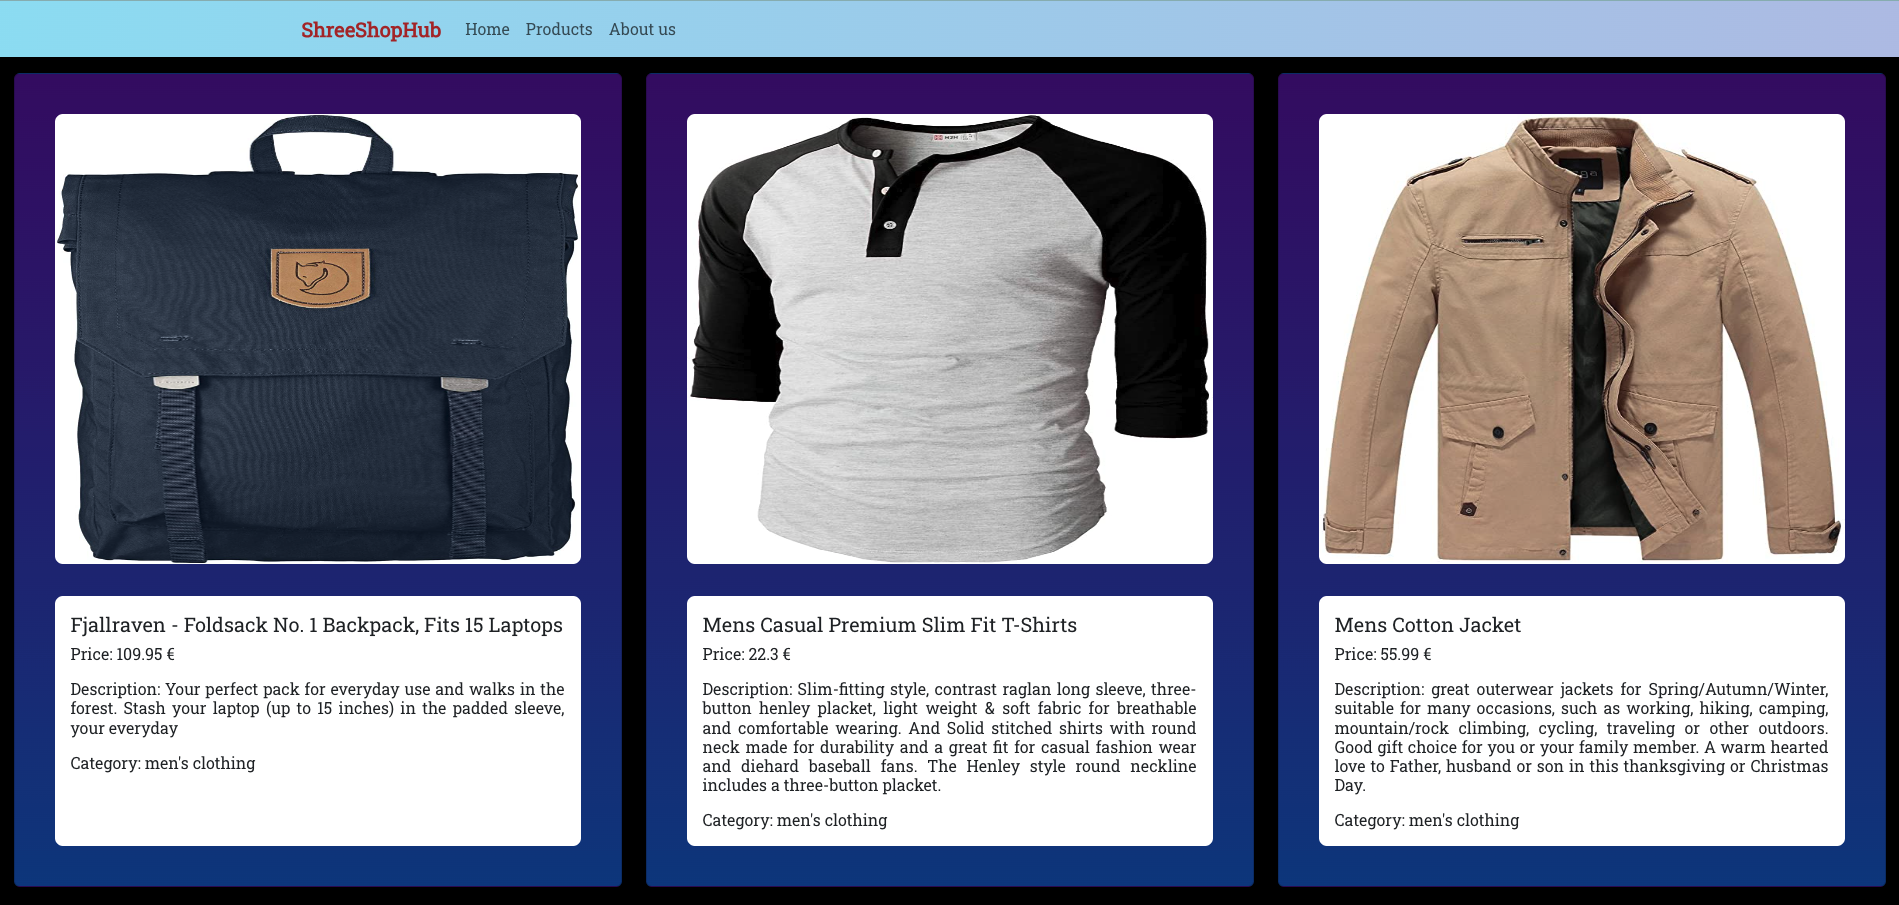 ShreeShopHub Home Products About us
Fjallraven - Foldsack No. 1 Backpack, Fits 15 Laptops
Price: 109.95 €
Description: Your perfect pack for everyday use and walks in the
forest. Stash your laptop (up to 15 inches) in the padded sleeve,
your everyday
Category: men's clothing
Mens Casual Premium Slim Fit T-Shirts
Price: 22.3 €
Description: Slim-fitting style, contrast raglan long sleeve, three-
button henley placket, light weight & soft fabric for breathable
and comfortable wearing. And Solid stitched shirts with round
neck made for durability and a great fit for casual fashion wear
and diehard baseball fans. The Henley style round neckline
includes a three-button placket.
Category: men's clothing
Mens Cotton Jacket
Price: 55.99 €
Description: great outerwear jackets for Spring/Autumn/Winter,
suitable for many occasions, such as working, hiking, camping,
mountain/rock climbing, cycling, traveling or other outdoors.
Good gift choice for you or your family member. A warm hearted
love to Father, husband or son in this thanksgiving or Christmas
Day.
Category: men's clothing